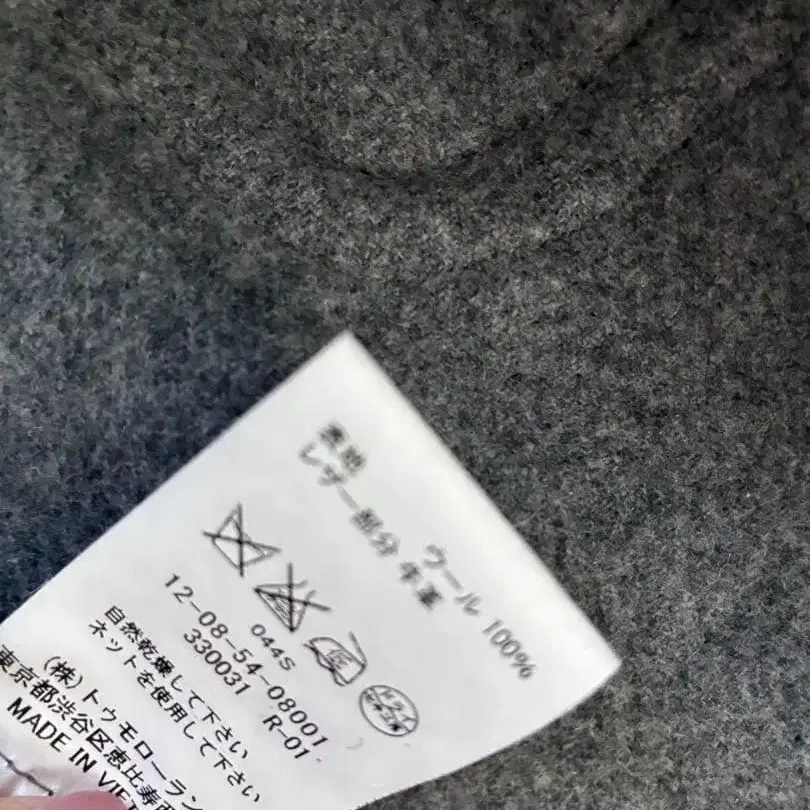 表地 ウール 100%
レザー部分 牛革
044S
12-08-54-08001
330031 R-01
自然乾燥して下さい
ネットを使用して下さい
(株)トゥモローラン
東京都渋谷区恵比寿西
MADE IN VIE